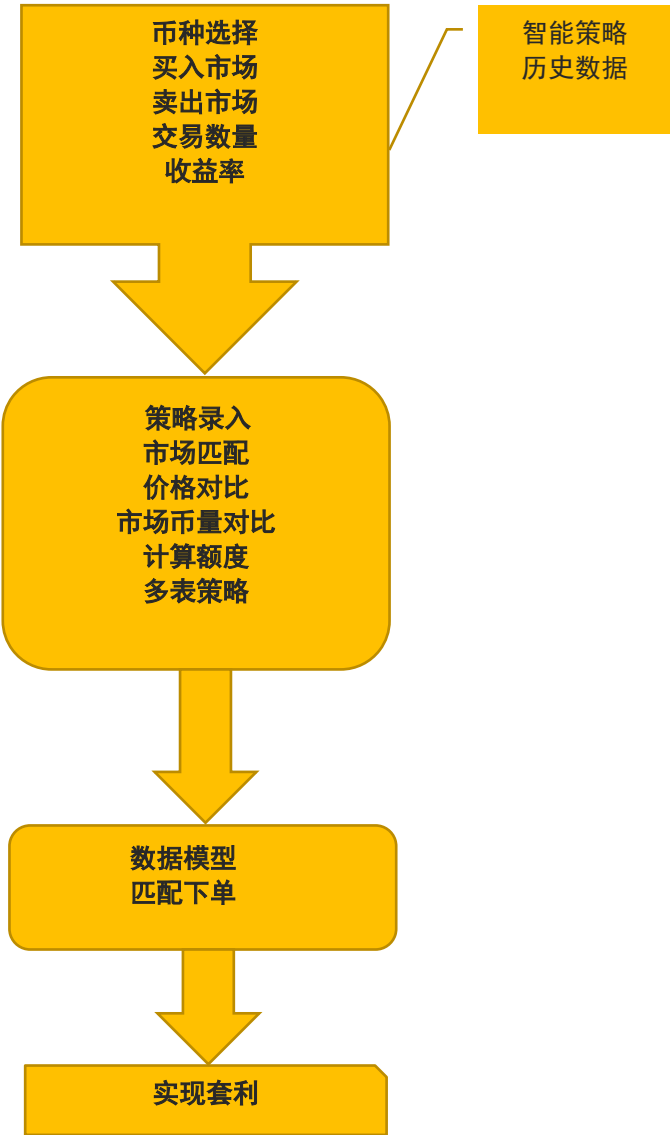 币种选择
买入市场
卖出市场
交易数量
收益率
智能策略
历史数据
策略录入
市场匹配
价格对比
市场币量对比
计算额度
多表策略
数据模型
匹配下单
实现套利